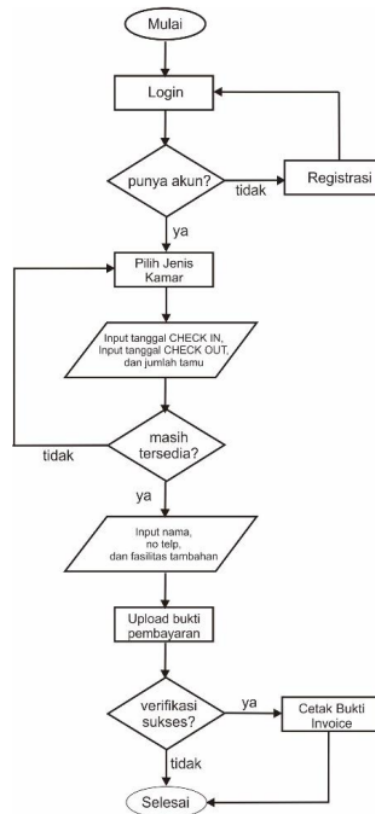 Mulai
Login
punya akun?
tidak
Registrasi
ya
Pilih Jenis
Kamar
Input tanggal CHECK IN,
Input tanggal CHECK OUT,
dan jumlah tamu
masih
tersedia?
tidak
ya
Input nama,
no telp,
dan fasilitas tambahan
Upload bukti
pembayaran
verifikasi
sukses?
ya
Cetak Bukti
Invoice
tidak
Selesai